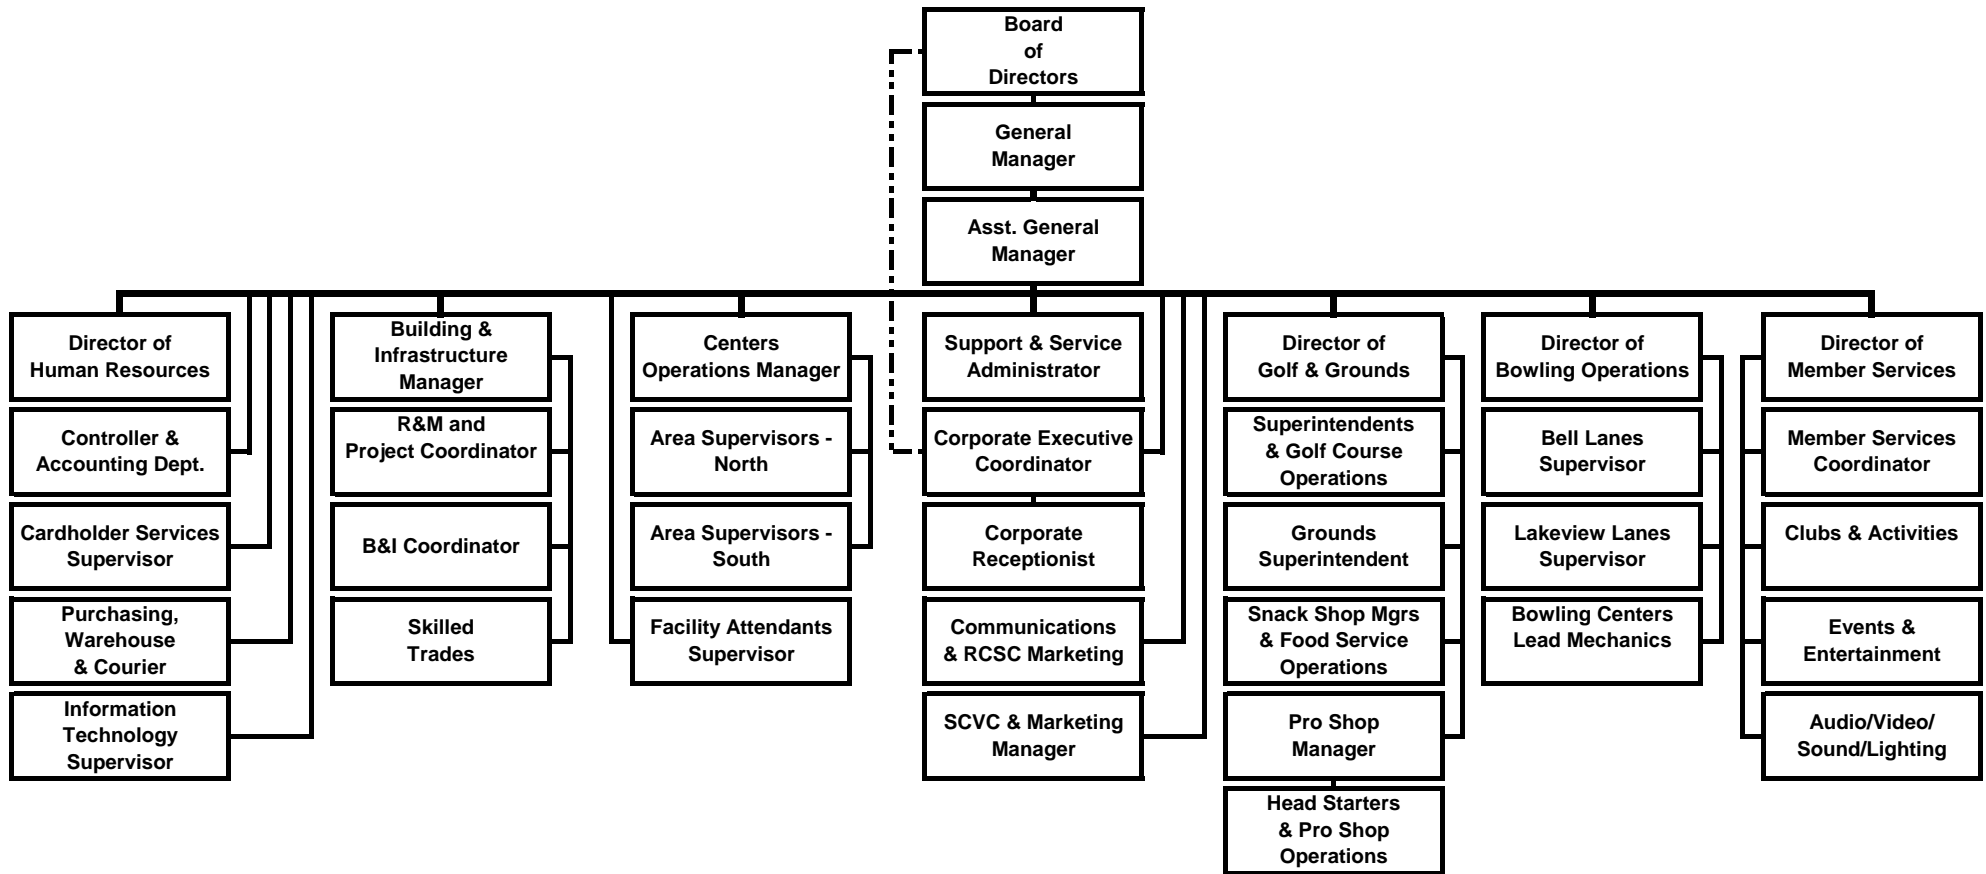 Board
of
Directors
General
Manager
Asst. General
Manager
Director of
Human Resources
Controller &
Accounting Dept.
Cardholder Services
Supervisor
Purchasing,
Warehouse
& Courier
Information
Technology
Supervisor
Building &
Infrastructure
Manager
R&M and
Project Coordinator
B&I Coordinator
Skilled
Trades
Centers
Operations Manager
Area Supervisors -
North
Area Supervisors -
South
Facility Attendants
Supervisor
Support & Service
Administrator
Corporate Executive
Coordinator
Corporate
Receptionist
Communications
& RCSC Marketing
SCVC & Marketing
Manager
Director of
Golf & Grounds
Superintendents
& Golf Course
Operations
Grounds
Superintendent
Snack Shop Mgrs
& Food Service
Operations
Pro Shop
Manager
Head Starters
& Pro Shop
Operations
Director of
Bowling Operations
Bell Lanes
Supervisor
Lakeview Lanes
Supervisor
Bowling Centers
Lead Mechanics
Director of
Member Services
Member Services
Coordinator
Clubs & Activities
Events &
Entertainment
Audio/Video/
Sound/Lighting